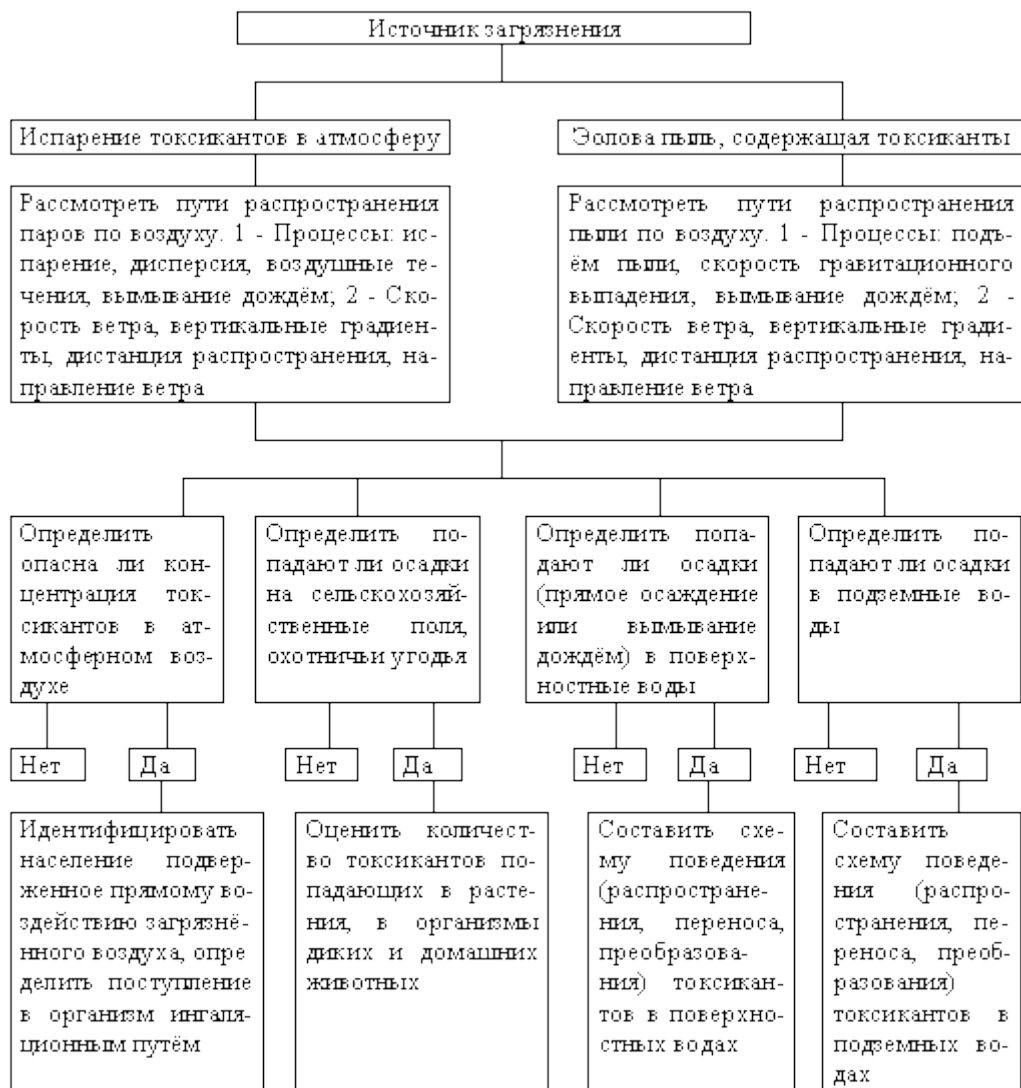 Источник загрязнения
Испарение токсикантов в атмосферу
Эолова пыль, содержащая токсиканты
Рассмотреть пути распространения
паров по воздуху. 1 - Процессы: ис-
парение, дисперсия, воздушные те-
чения, вымывание дождём; 2 - Ско-
рость ветра, вертикальные градиен-
ты, дистанция распространения, на-
правление ветра
Рассмотреть пути распространения
пыли по воздуху. 1 - Процессы: подъ-
ём пыли, скорость гравитационного
выпадения, вымывание дождём; 2 -
Скорость ветра, вертикальные гради-
енты, дистанция распространения, на-
правление ветра
Определить
опасна ли кон-
центрация ток-
сикантов в ат-
мосферном воз-
духе
Определить по-
падают ли осадки
на сельскохозяй-
ственные поля,
охотничьи угодья
Определить попа-
дают ли осадки
(прямое осаждение
или вымывание
дождём) в поверх-
ностные воды
Определить по-
падают ли осадки
в подземные во-
ды
Нет
Да
Нет
Да
Нет
Да
Нет
Да
Идентифицировать
население подвер-
женное прямому во-
здействию загрязнё-
нного воздуха, опре-
делить поступление
в организм ингаля-
ционным путём
Оценить количест-
во токсикантов по-
падающих в расте-
ния, в организмы
диких и домашних
животных
Составить схе-
му поведения
(распростране-
ния, переноса,
преобразова-
ния) токсикан-
тов в поверхно-
стных водах
Составить
схему поведе-
ния (распро-
странения, пе-
реноса, преоб-
разования)
токсикантов в
подземных во-
дах